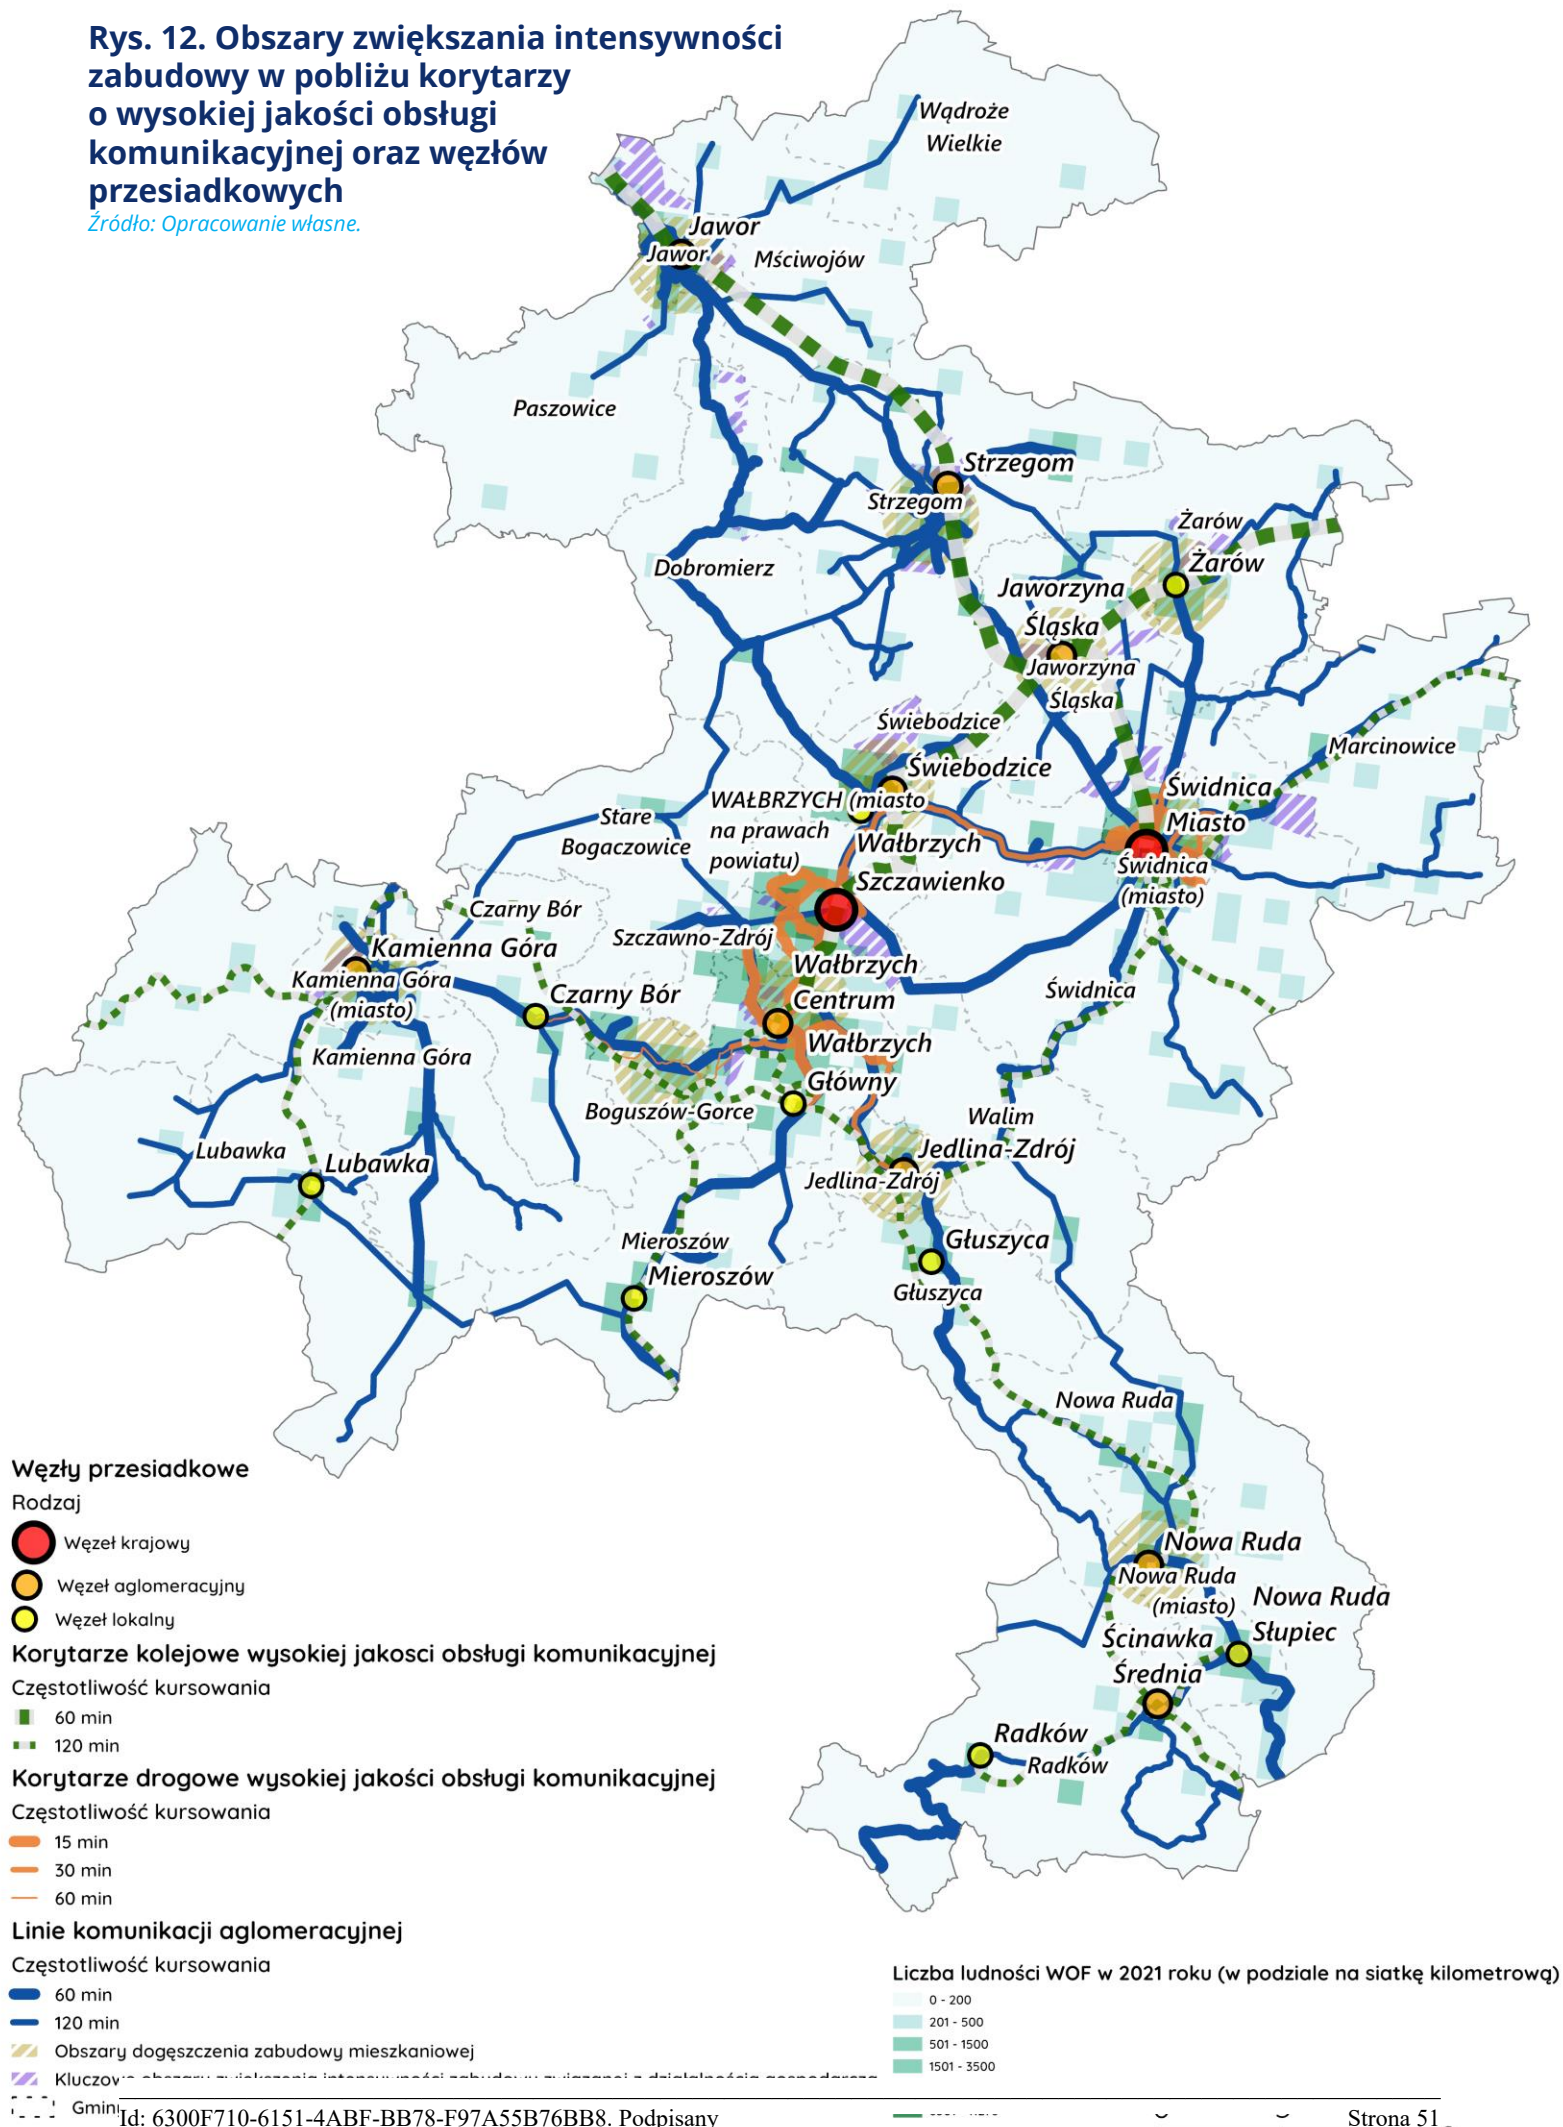 Rys. 12. Obszary zwiększania intensywności
zabudowy w pobliżu korytarzy
o wysokiej jakości obsługi
komunikacyjnej oraz węzłów
przesiadkowych
Źródło: Opracowanie własne.
Wądroże
Wielkie
Jawor
Jawor
Mściwojów
Paszowice
Strzegom
Strzegom
Żarów
Żarów
Dobromierz
Jaworzyna
Śląska
Jaworzyna
Śląska
Świebodzice
Marcinowice
Świebodzice
Świdnica
Miasto
WAŁBRZYCH (miasto
na prawach
powiatu)
Stare
Bogaczowice
Wałbrzych
Szczawienko
Świdnica
(miasto)
Czarny Bór
Szczawno-Zdrój
Kamienna Góra
Kamienna Góra
(miasto)
Wałbrzych
Centrum
Świdnica
Czarny Bór
Kamienna Góra
Wałbrzych
Główny
Boguszów-Gorce
Walim
Lubawka
Lubawka
Jedlina-Zdrój
Jedlina-Zdrój
Mieroszów
Mieroszów
Głuszyca
Głuszyca
Nowa Ruda
Nowa Ruda
Nowa Ruda
(miasto)
Nowa Ruda
Słupiec
Ścinawka
Średnia
Radków
Radków
Węzły przesiadkowe
Rodzaj
Węzeł krajowy
Węzeł aglomeracyjny
Węzeł lokalny
Korytarze kolejowe wysokiej jakosci obsługi komunikacyjnej
Częstotliwość kursowania
60 min
120 min
Korytarze drogowe wysokiej jakości obsługi komunikacyjnej
Częstotliwość kursowania
15 min
30 min
60 min
Linie komunikacji aglomeracyjnej
Częstotliwość kursowania
60 min
120 min
Obszary dogęszczenia zabudowy mieszkaniowej
Liczba ludności WOF w 2021 roku (w podziale na siatkę kilometrową)
0 - 200
201 - 500
501 - 1500
1501 - 3500
Id: 6300F710-6151-4ABF-BB78-F97A55B76BB8. Podpisany
Strona 51